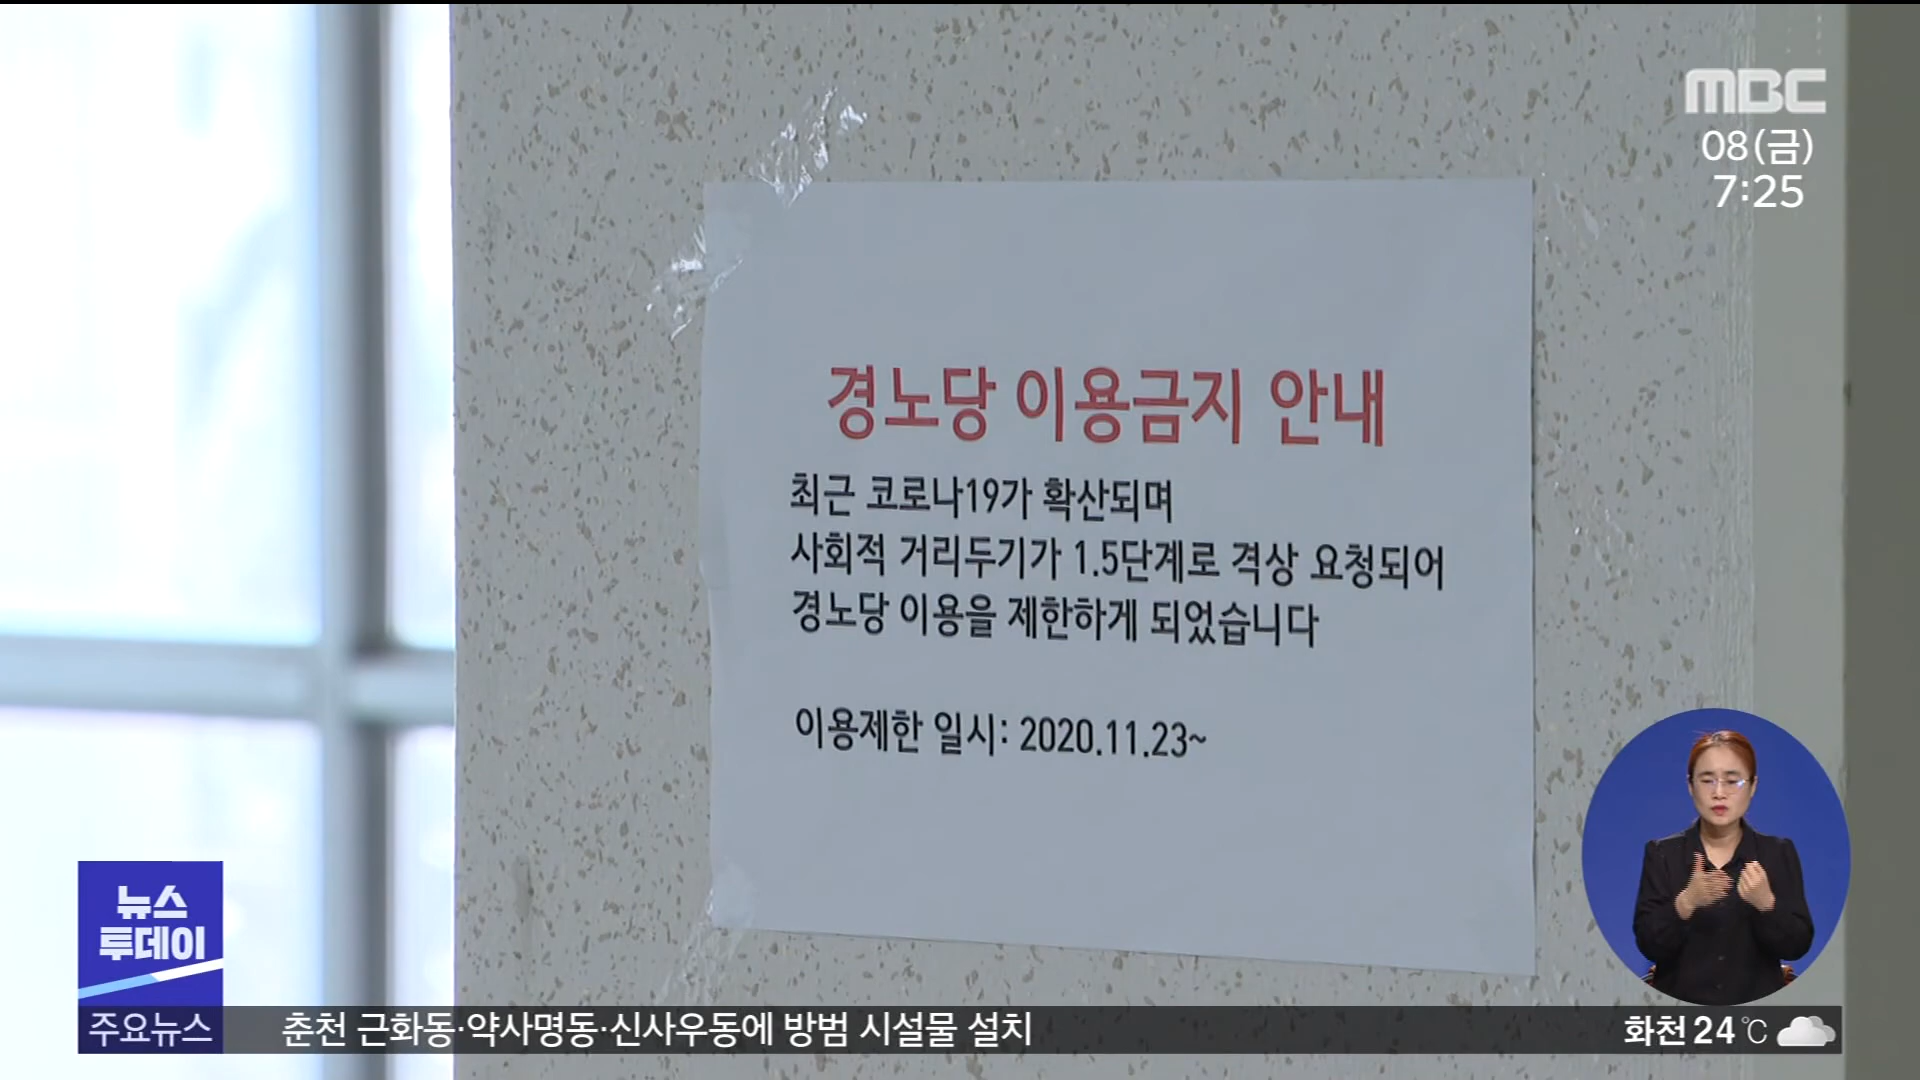 MBC
08(금)
7:25
경노당 이용금지 안내
최근 코로나19가 확산되며
사회적 거리두기가 1.5단계로 격상 요청되어
경노당 이용을 제한하게 되었습니다
이용제한 일시: 2020.11.23~
뉴스
투데이
주요뉴스
춘천 근화동·약사명동·신사우동에 방범 시설물 설치
화천 24℃